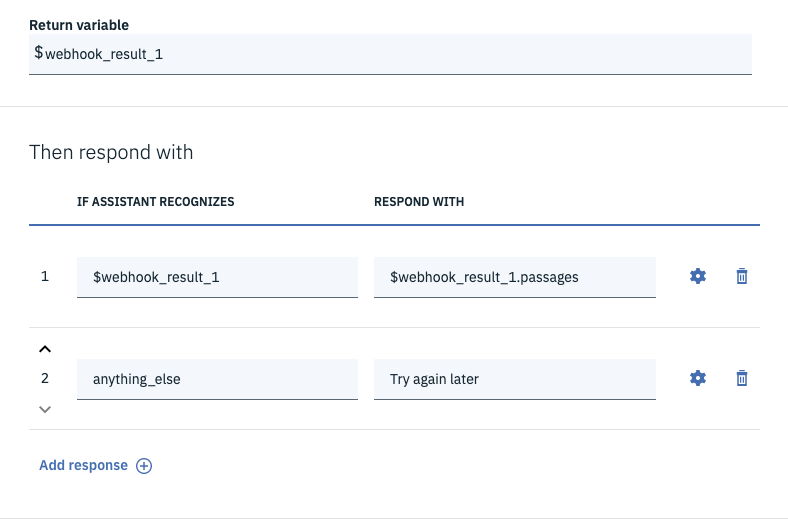 Return variable
$webhook_result_1
Then respond with
IF ASSISTANT RECOGNIZES RESPOND WITH
1 $webhook_result_1 $webhook_result_1.passages
2 anything_else Try again later
Add response